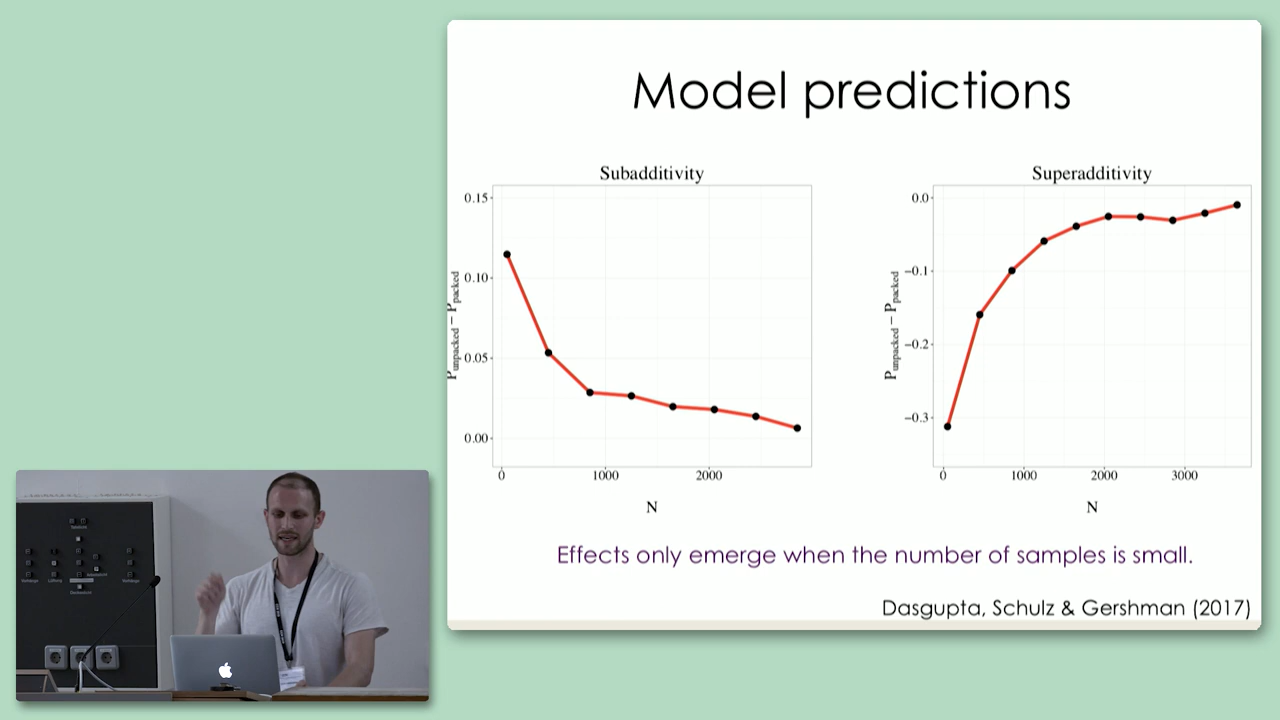 Model predictions
Subadditivity
0.15
0.10
0.05
0.00
Punpacked − Ppacked
0
1000
2000
N
Superadditivity
0.0
−0.1
−0.2
−0.3
Punpacked − Ppacked
0
1000
2000
3000
N
Effects only emerge when the number of samples is small.
Dasgupta, Schulz & Gershman (2017)